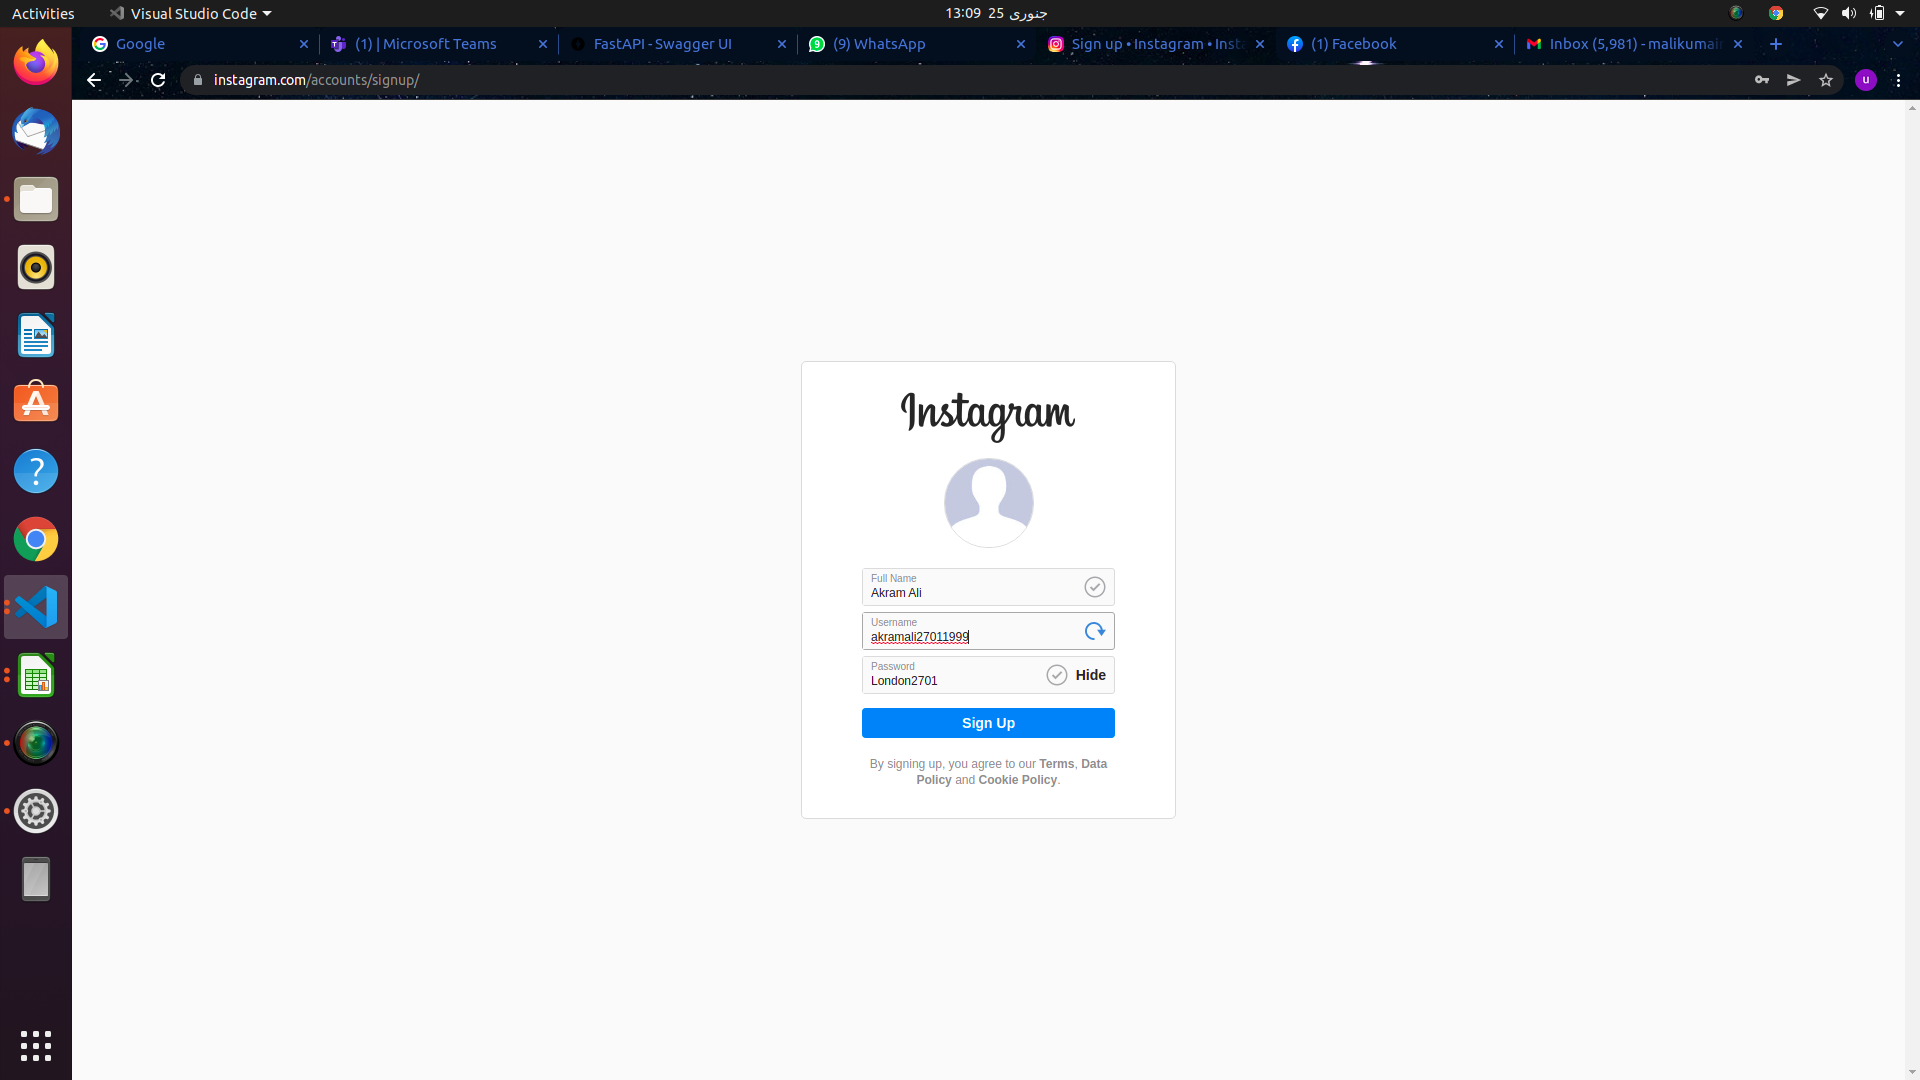 Activities
Visual Studio Code
13:09 25 جنوری
Google
(1) | Microsoft Teams
FastAPI - Swagger UI
(9) WhatsApp
Sign up • Instagram • Insta
(1) Facebook
Inbox (5,981) - malikumai
instagram.com/accounts/signup/
u
Instagram
Full Name
Akram Ali
Username
akramali27011999
Password
London2701
Hide
Sign Up
By signing up, you agree to our Terms, Data
Policy and Cookie Policy.